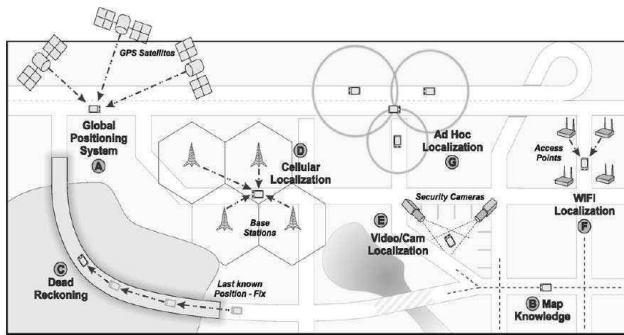 GPS Satellites
Global
Positioning
System
A
D
Cellular
Localization
Base
Stations
Ad Hoc
Localization
G
Access
Points
WIFI
Localization
F
Security Cameras
E
Video/Cam
Localization
C
Dead
Reckoning
Last known
Position - Fix
B Map
Knowledge